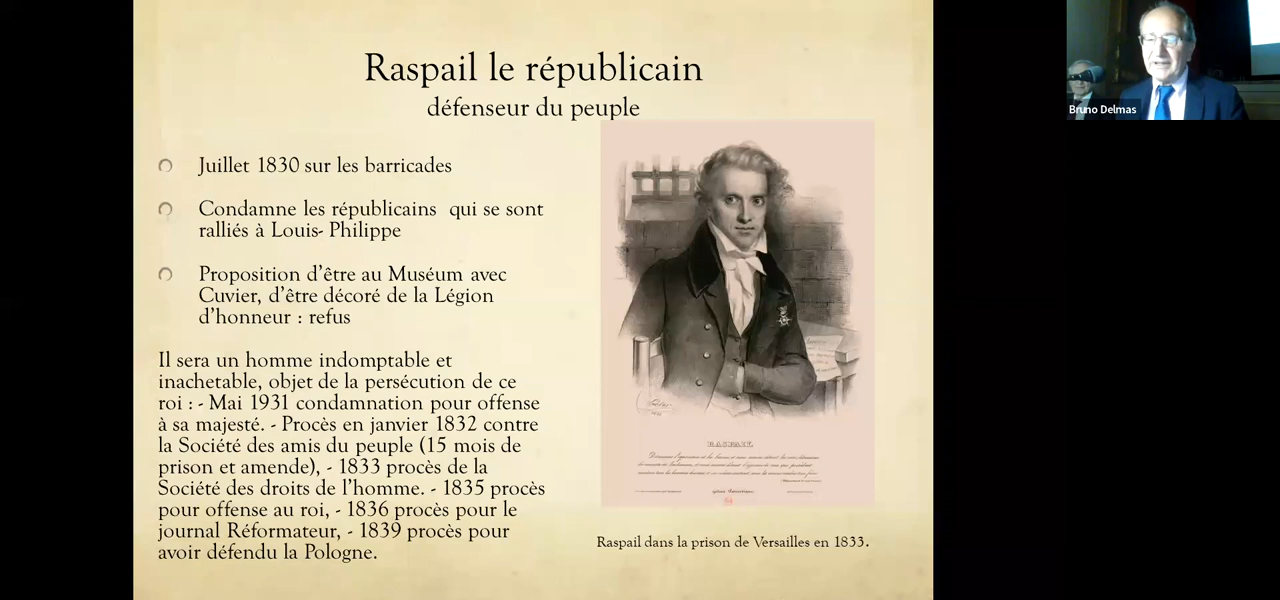 Raspail le républicain
défenseur du peuple
Juillet 1830 sur les barricades
Condamne les républicains qui se sont
ralliés à Louis- Philippe
Proposition d'être au Muséum avec
Cuvier, d'être décoré de la Légion
d'honneur : refus
Il sera un homme indomptable et
inachetable, objet de la persécution de ce
roi : - Mai 1931 condamnation pour offense
à sa majesté. - Procès en janvier 1832 contre
la Société des amis du peuple (15 mois de
prison et amende), - 1833 procès de la
Société des droits de l'homme. - 1835 procès
pour offense au roi, - 1836 procès pour le
journal Réformateur, - 1839 procès pour
avoir défendu la Pologne.
RASPAIL
Raspail dans la prison de Versailles en 1833.
Bruno Delmas